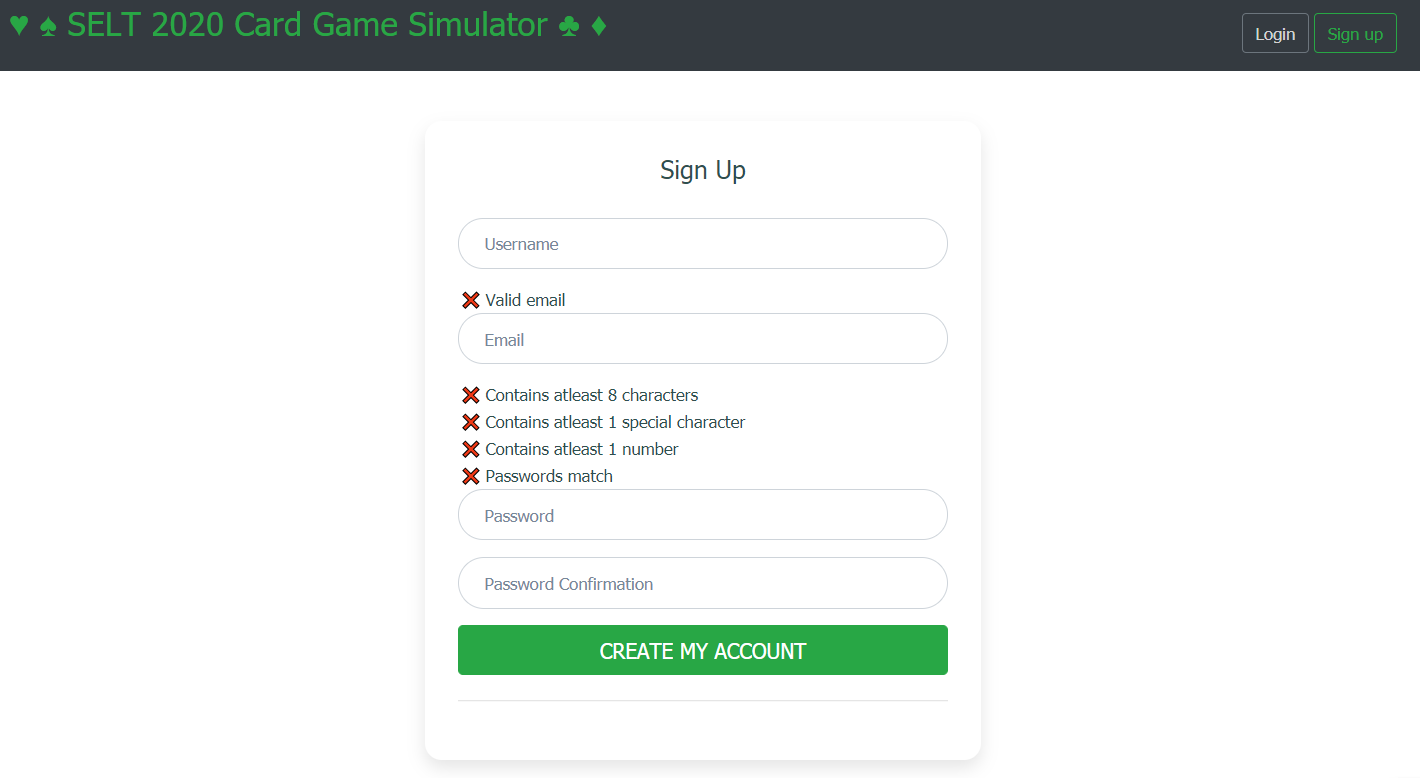 ♥ ♠ SELT 2020 Card Game Simulator ♣ ♦
Login Sign up
Sign Up
Username
❌ Valid email
Email
❌ Contains atleast 8 characters
❌ Contains atleast 1 special character
❌ Contains atleast 1 number
❌ Passwords match
Password
Password Confirmation
CREATE MY ACCOUNT